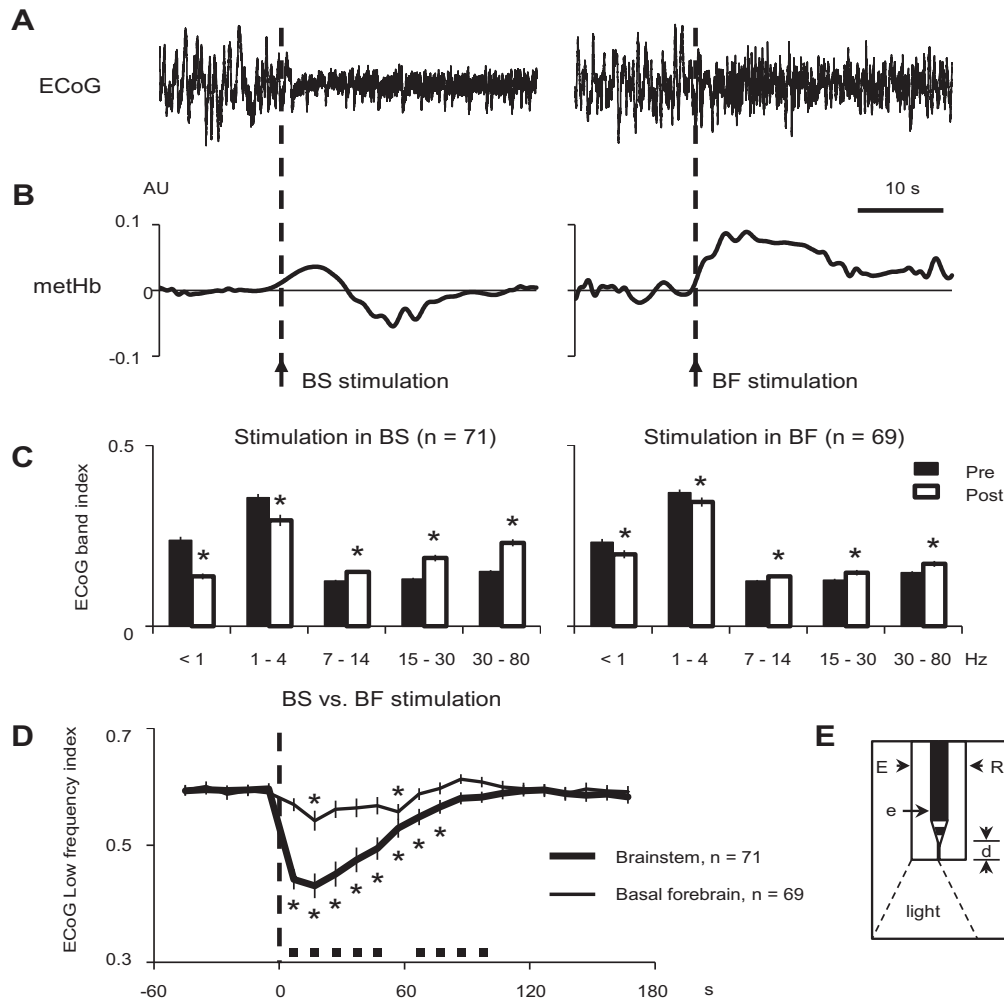 A
ECoG
B
AU
10 s
0.1
metHb
0
-0.1
BS stimulation
BF stimulation
C
Stimulation in BS (n = 71)
Stimulation in BF (n = 69)
0.5
ECoG band index
Pre
Post
* * * * *
* * * * *
0
< 1 1 - 4 7 - 14 15 - 30 30 - 80
< 1 1 - 4 7 - 14 15 - 30 30 - 80 Hz
BS vs. BF stimulation
D
ECoG Low frequency index
0.7
0.5
0.3
* *
* * * * * * * *
Brainstem, n = 71
Basal forebrain, n = 69
-60 0 60 120 180 s
E
E R
e
d
light